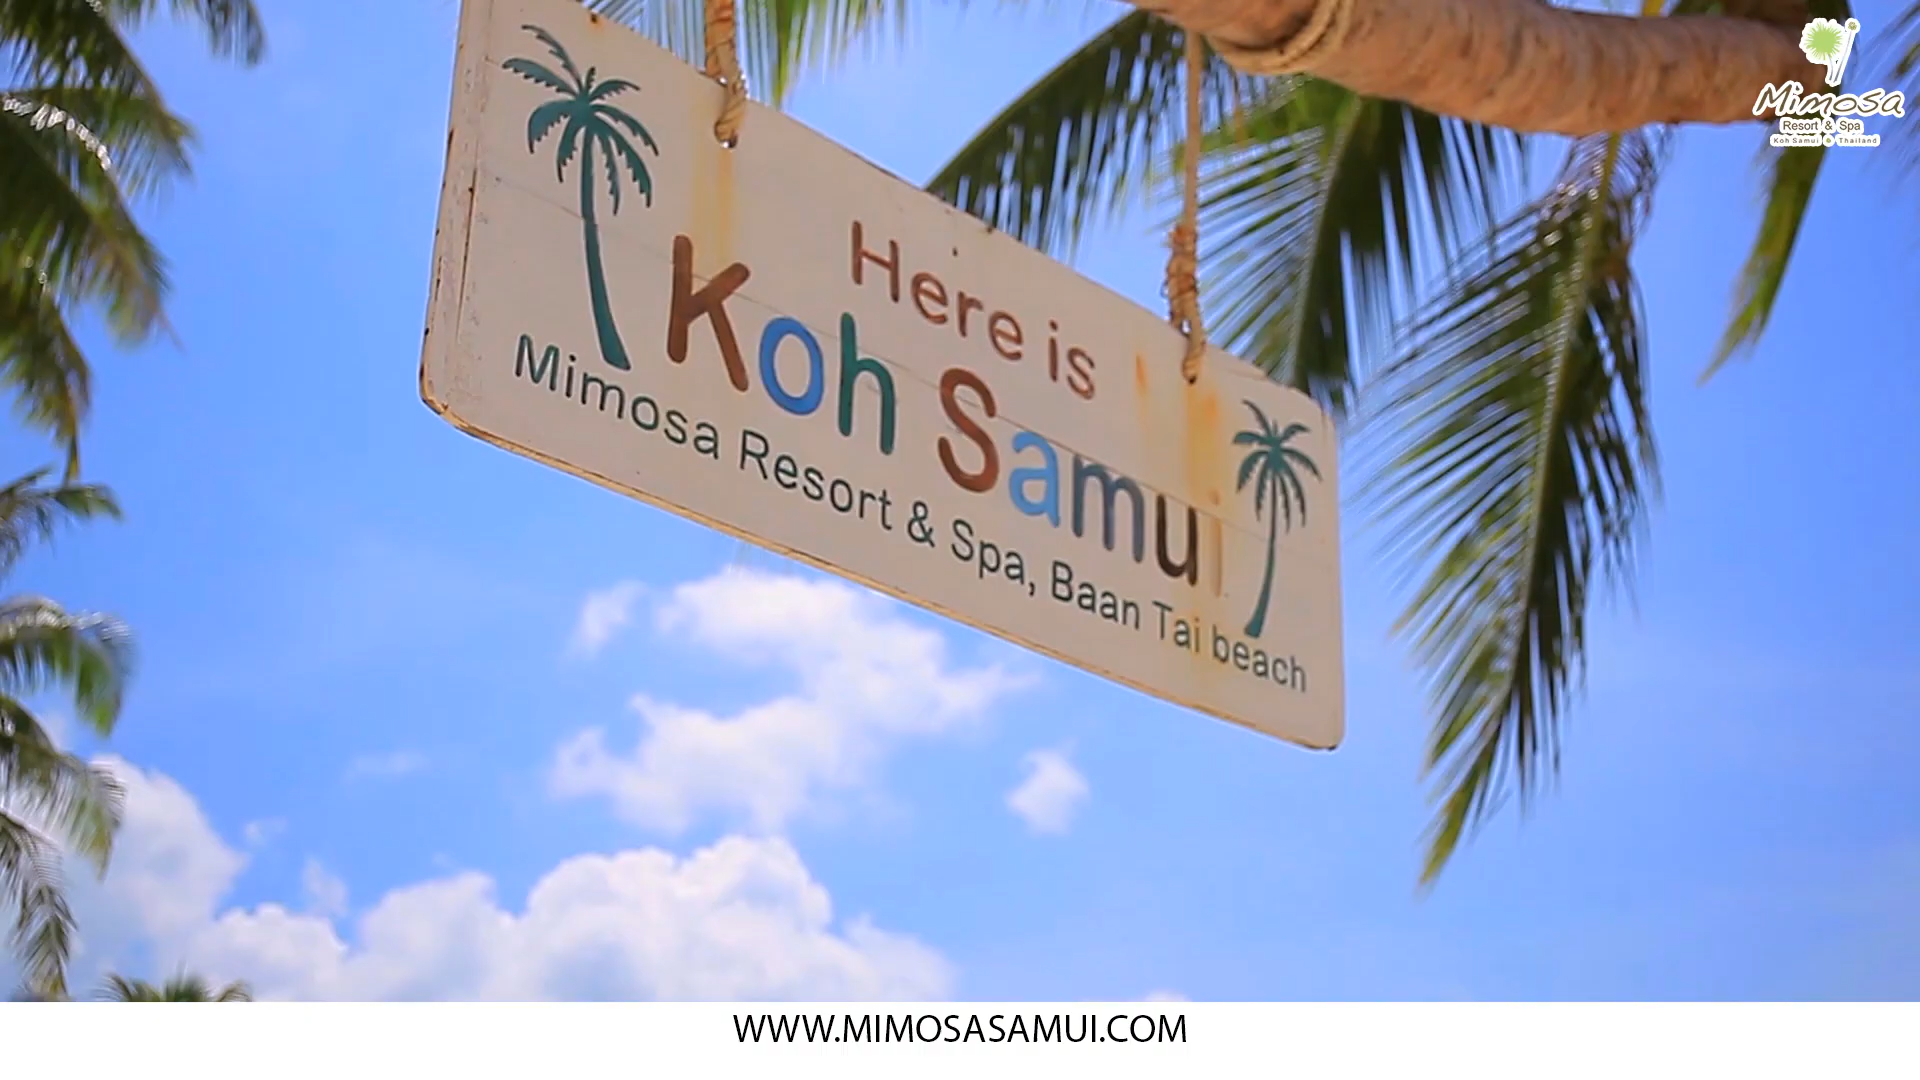 Here is
Koh Samui
Mimosa Resort & Spa, Baan Tai beach
Mimosa
Resort & Spa
Koh Samui Thailand
WWW.MIMOSASAMUI.COM